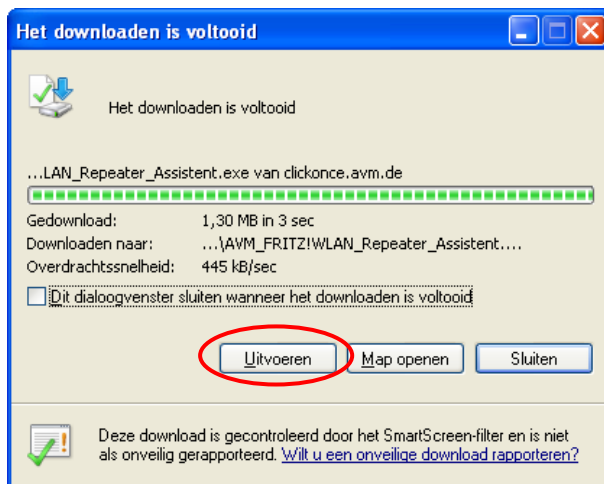 Het downloaden is voltooid
Het downloaden is voltooid
...LAN_Repeater_Assistent.exe van clickonce.avm.de
Gedownload: 1,30 MB in 3 sec
Downloaden naar: ...\AVM_FRITZ!WLAN_Repeater_Assistent....
Overdrachtssnelheid: 445 kB/sec
Dit dialoogvenster sluiten wanneer het downloaden is voltooid
Uitvoeren Map openen Sluiten
Deze download is gecontroleerd door het SmartScreen-filter en is niet
als onveilig gerapporteerd. Wilt u een onveilige download rapporteren?